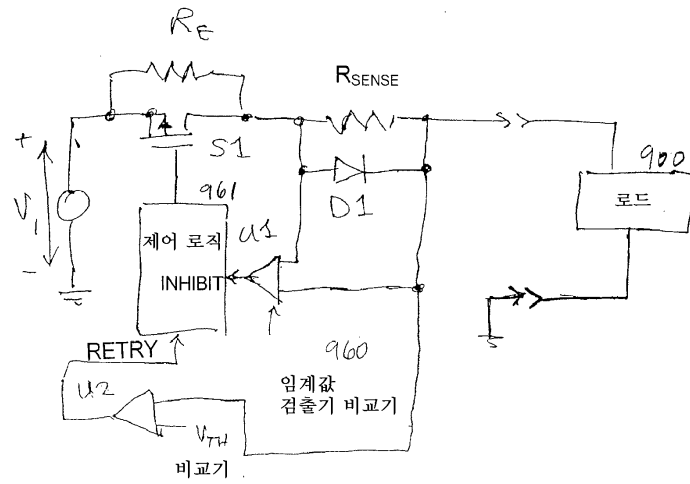 R_E
R_SENSE
S1
+
V_1
-
961
제어 로직
INHIBIT
U1
D1
900
로드
RETRY
960
임계값
검출기 비교기
U2
V_TH
비교기